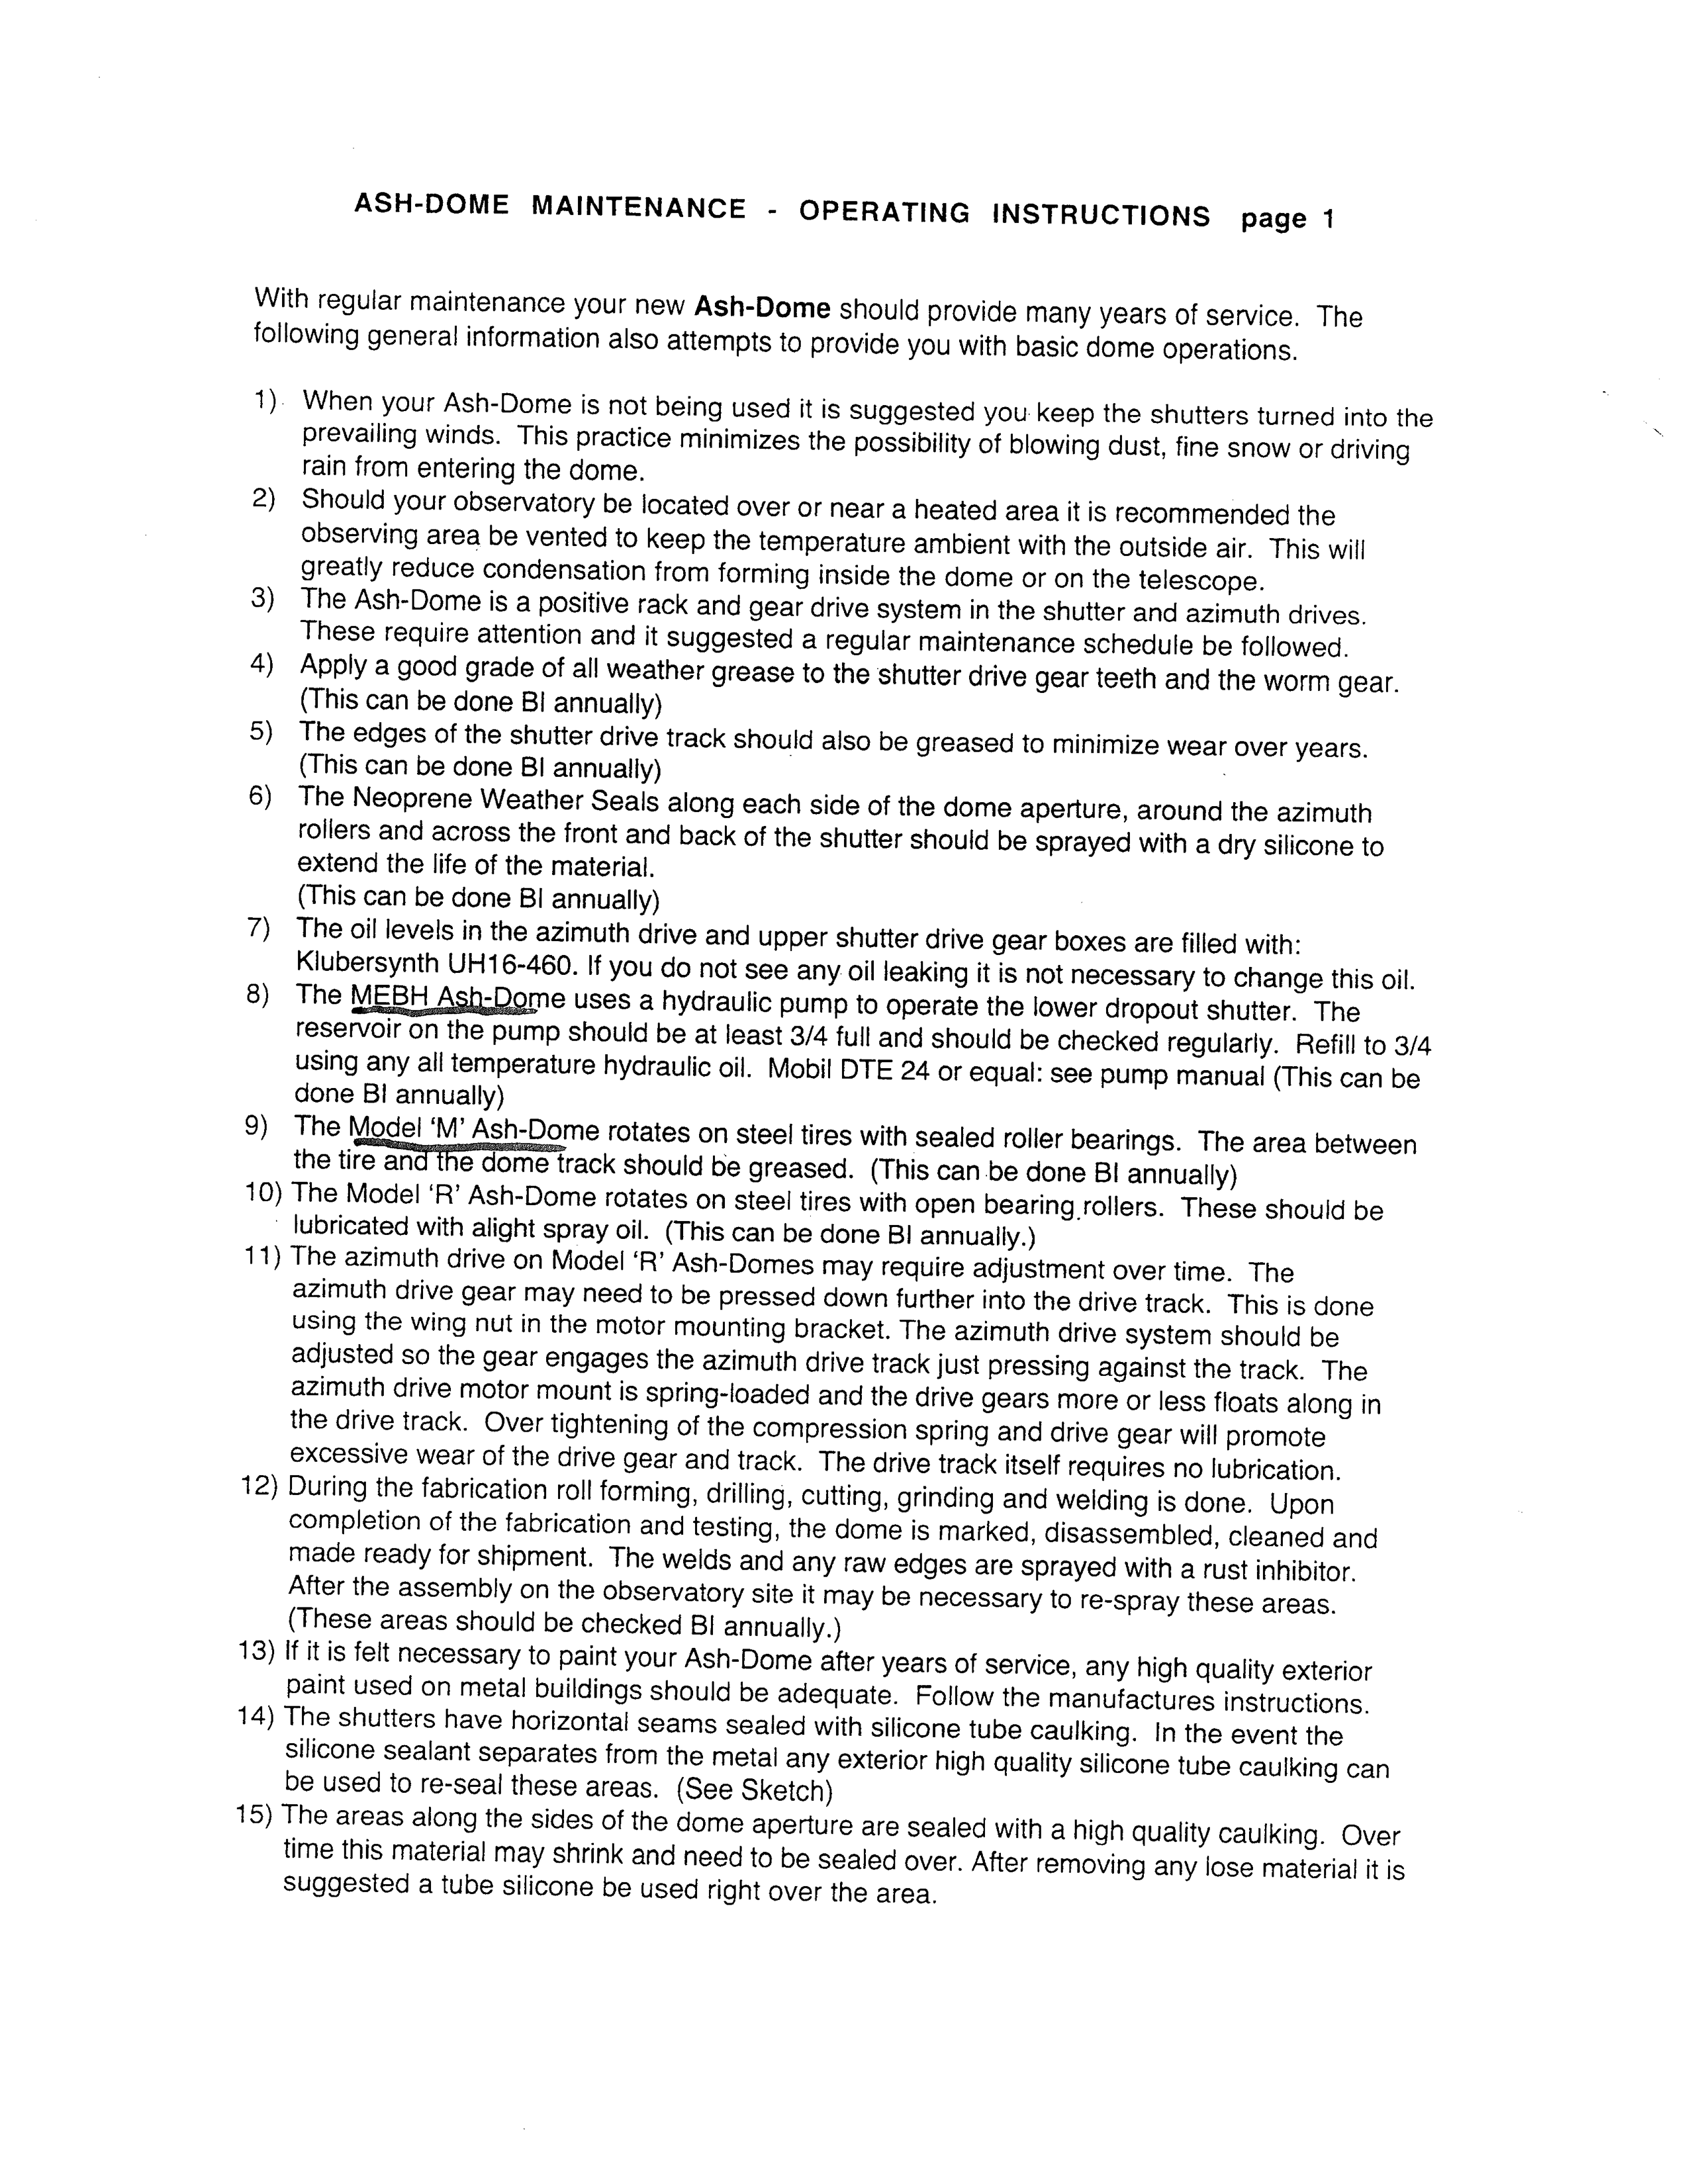 ASH-DOME MAINTENANCE - OPERATING INSTRUCTIONS page 1
With regular maintenance your new Ash-Dome should provide many years of service. The
following general information also attempts to provide you with basic dome operations.
1) When your Ash-Dome is not being used it is suggested you keep the shutters turned into the
prevailing winds. This practice minimizes the possibility of blowing dust, fine snow or driving
rain from entering the dome.
2) Should your observatory be located over or near a heated area it is recommended the
observing area be vented to keep the temperature ambient with the outside air. This will
greatly reduce condensation from forming inside the dome or on the telescope.
3) The Ash-Dome is a positive rack and gear drive system in the shutter and azimuth drives.
These require attention and it suggested a regular maintenance schedule be followed.
4) Apply a good grade of all weather grease to the shutter drive gear teeth and the worm gear.
(This can be done BI annually)
5) The edges of the shutter drive track should also be greased to minimize wear over years.
(This can be done BI annually)
6) The Neoprene Weather Seals along each side of the dome aperture, around the azimuth
rollers and across the front and back of the shutter should be sprayed with a dry silicone to
extend the life of the material.
(This can be done BI annually)
7) The oil levels in the azimuth drive and upper shutter drive gear boxes are filled with:
Klubersynth UH16-460. If you do not see any oil leaking it is not necessary to change this oil.
8) The MEBH Ash-Dome uses a hydraulic pump to operate the lower dropout shutter. The
reservoir on the pump should be at least 3/4 full and should be checked regularly. Refill to 3/4
using any all temperature hydraulic oil. Mobil DTE 24 or equal: see pump manual (This can be
done BI annually)
9) The Model ‘M’ Ash-Dome rotates on steel tires with sealed roller bearings. The area between
the tire and the dome track should be greased. (This can be done BI annually)
10) The Model ‘R’ Ash-Dome rotates on steel tires with open bearing rollers. These should be
lubricated with alight spray oil. (This can be done BI annually.)
11) The azimuth drive on Model ‘R’ Ash-Domes may require adjustment over time. The
azimuth drive gear may need to be pressed down further into the drive track. This is done
using the wing nut in the motor mounting bracket. The azimuth drive system should be
adjusted so the gear engages the azimuth drive track just pressing against the track. The
azimuth drive motor mount is spring-loaded and the drive gears more or less floats along in
the drive track. Over tightening of the compression spring and drive gear will promote
excessive wear of the drive gear and track. The drive track itself requires no lubrication.
12) During the fabrication roll forming, drilling, cutting, grinding and welding is done. Upon
completion of the fabrication and testing, the dome is marked, disassembled, cleaned and
made ready for shipment. The welds and any raw edges are sprayed with a rust inhibitor.
After the assembly on the observatory site it may be necessary to re-spray these areas.
(These areas should be checked BI annually.)
13) If it is felt necessary to paint your Ash-Dome after years of service, any high quality exterior
paint used on metal buildings should be adequate. Follow the manufactures instructions.
14) The shutters have horizontal seams sealed with silicone tube caulking. In the event the
silicone sealant separates from the metal any exterior high quality silicone tube caulking can
be used to re-seal these areas. (See Sketch)
15) The areas along the sides of the dome aperture are sealed with a high quality caulking. Over
time this material may shrink and need to be sealed over. After removing any lose material it is
suggested a tube silicone be used right over the area.